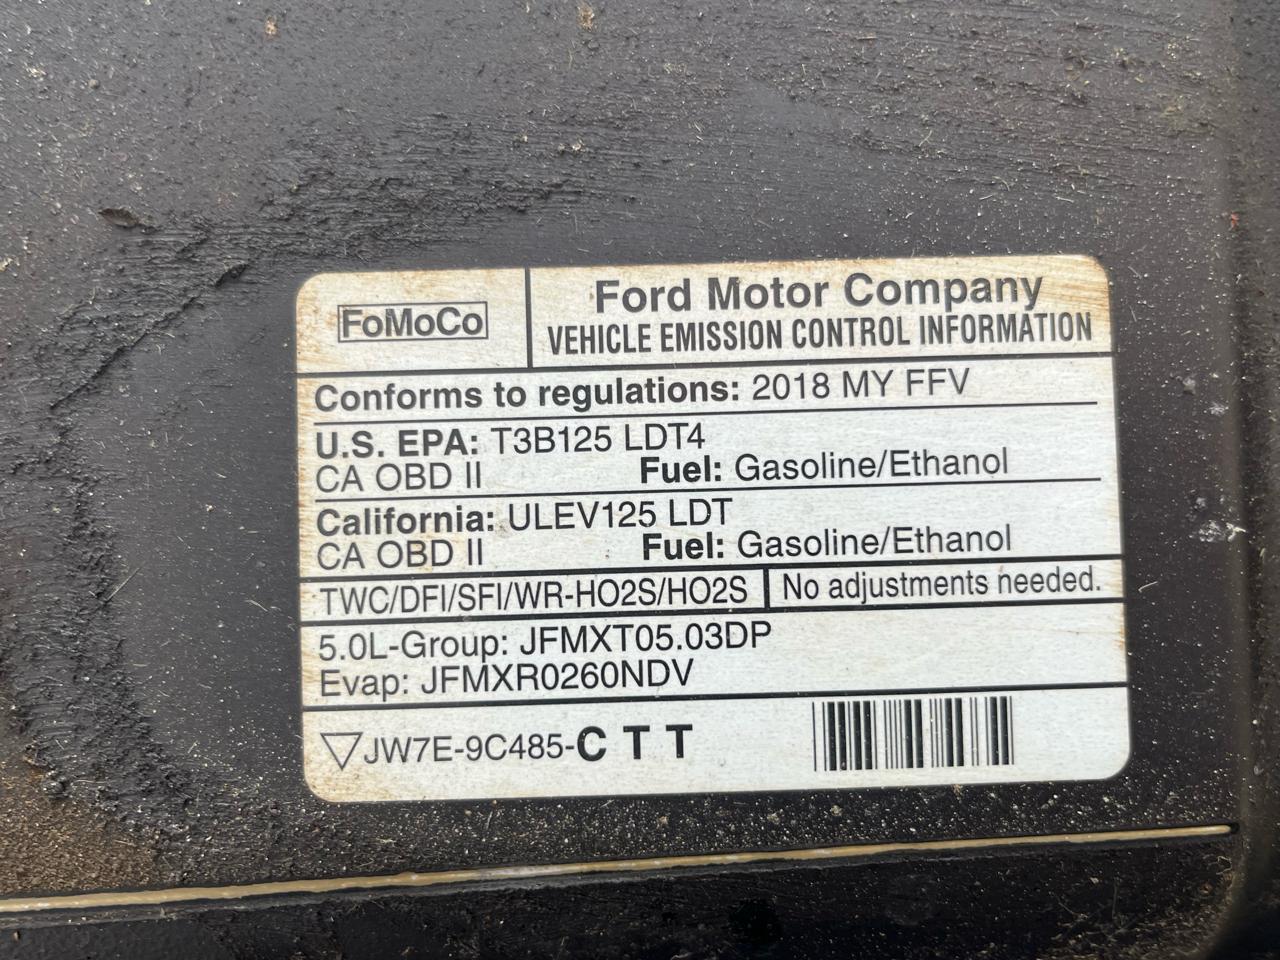 FoMoCo
Ford Motor Company
VEHICLE EMISSION CONTROL INFORMATION
Conforms to regulations: 2018 MY FFV
U.S. EPA: T3B125 LDT4
CA OBD II Fuel: Gasoline/Ethanol
California: ULEV125 LDT
CA OBD II Fuel: Gasoline/Ethanol
TWC/DFI/SFI/WR-HO2S/HO2S No adjustments needed.
5.0L-Group: JFMXT05.03DP
Evap: JFMXR0260NDV
JW7E-9C485-C T T